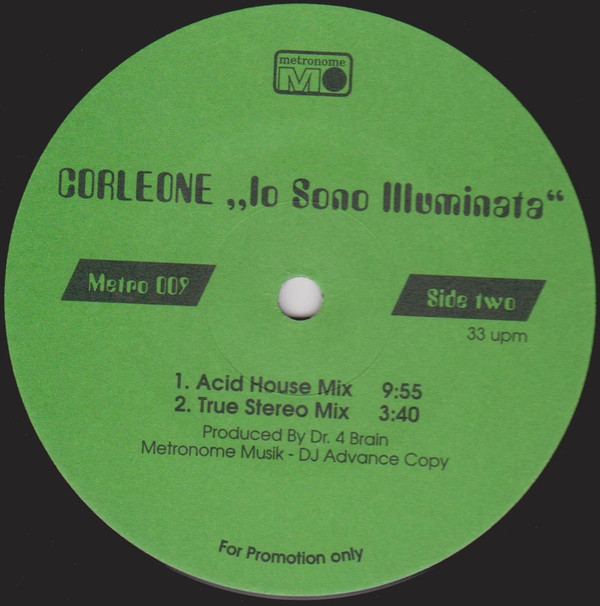 metronome
M
CORLEONE „Io Sono Illuminata“
Metro 009
Side two
33 upm
1. Acid House Mix 9:55
2. True Stereo Mix 3:40
Produced By Dr. 4 Brain
Metronome Musik - DJ Advance Copy
For Promotion only